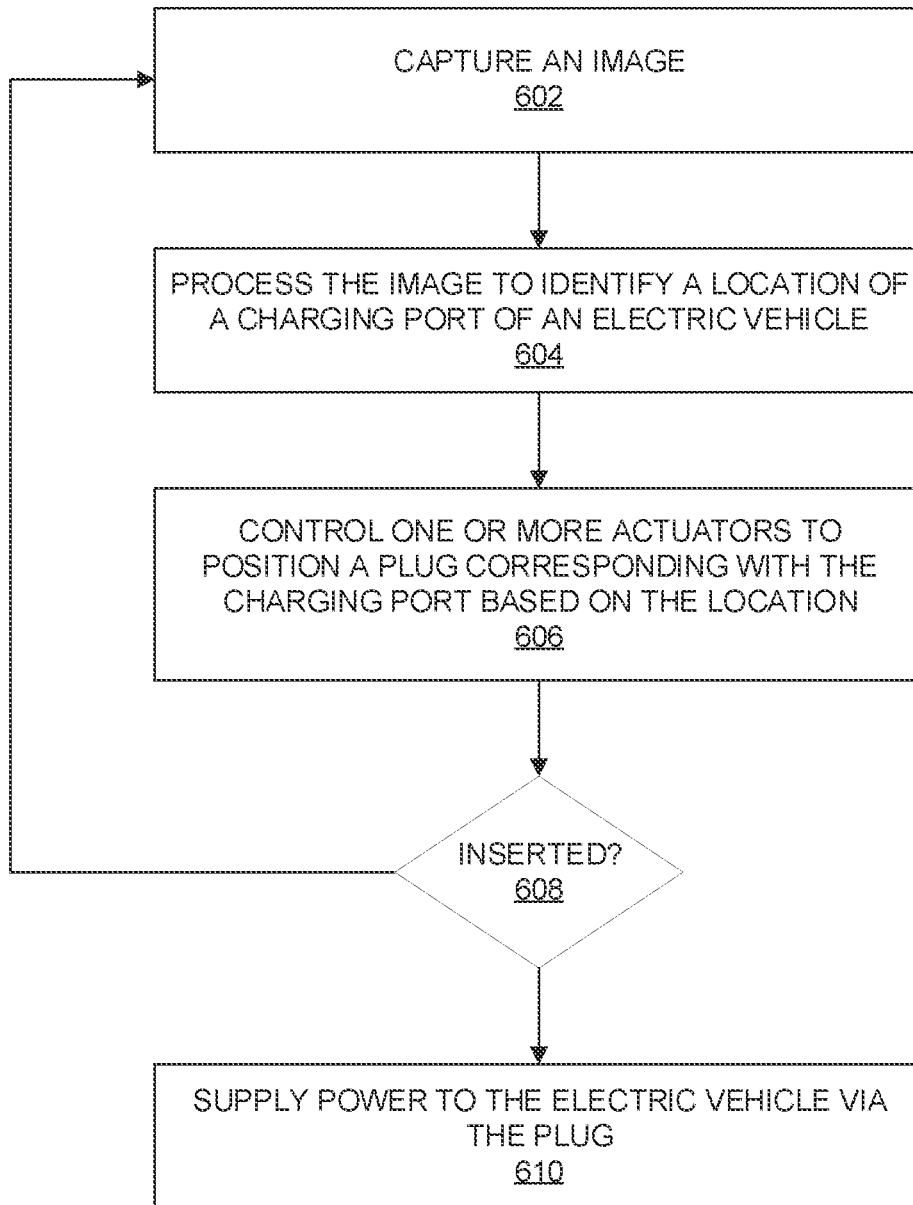 CAPTURE AN IMAGE
602
PROCESS THE IMAGE TO IDENTIFY A LOCATION OF
A CHARGING PORT OF AN ELECTRIC VEHICLE
604
CONTROL ONE OR MORE ACTUATORS TO
POSITION A PLUG CORRESPONDING WITH THE
CHARGING PORT BASED ON THE LOCATION
606
INSERTED?
608
SUPPLY POWER TO THE ELECTRIC VEHICLE VIA
THE PLUG
610